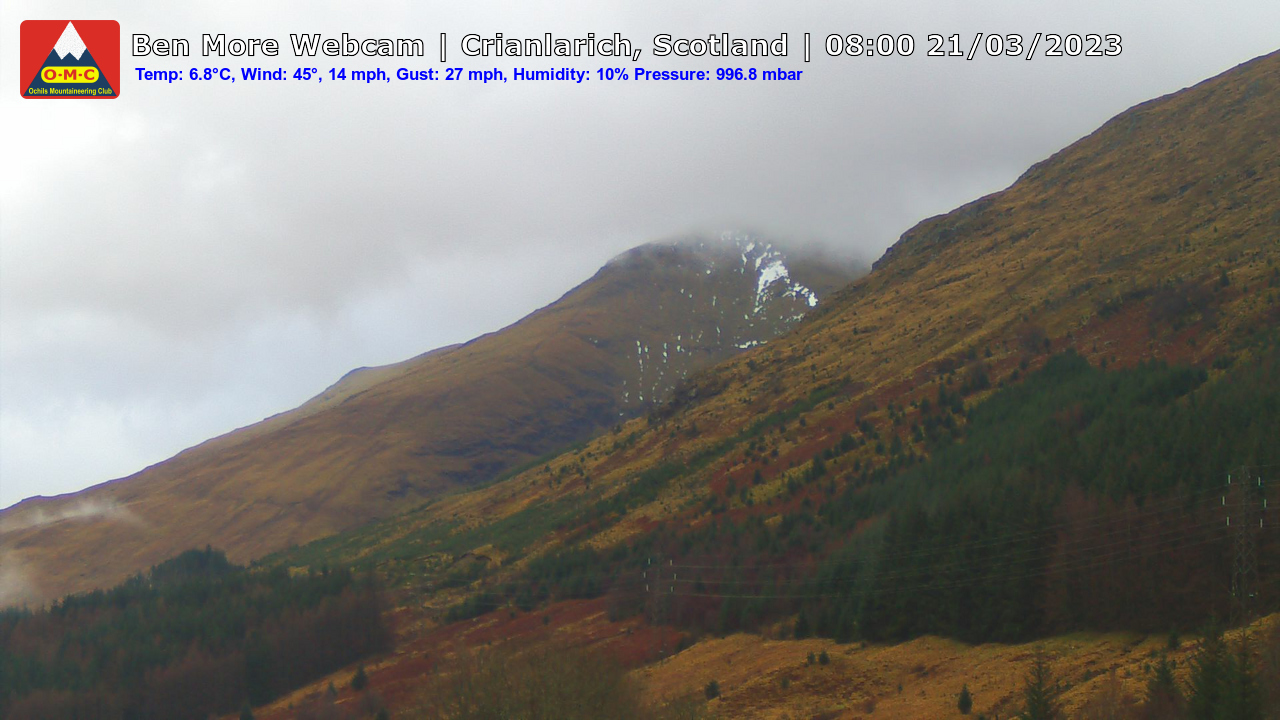 Ben More Webcam | Crianlarich, Scotland | 08:00 21/03/2023
Temp: 6.8°C, Wind: 45°, 14 mph, Gust: 27 mph, Humidity: 10% Pressure: 996.8 mbar
O-M-C
Ochils Mountaineering Club